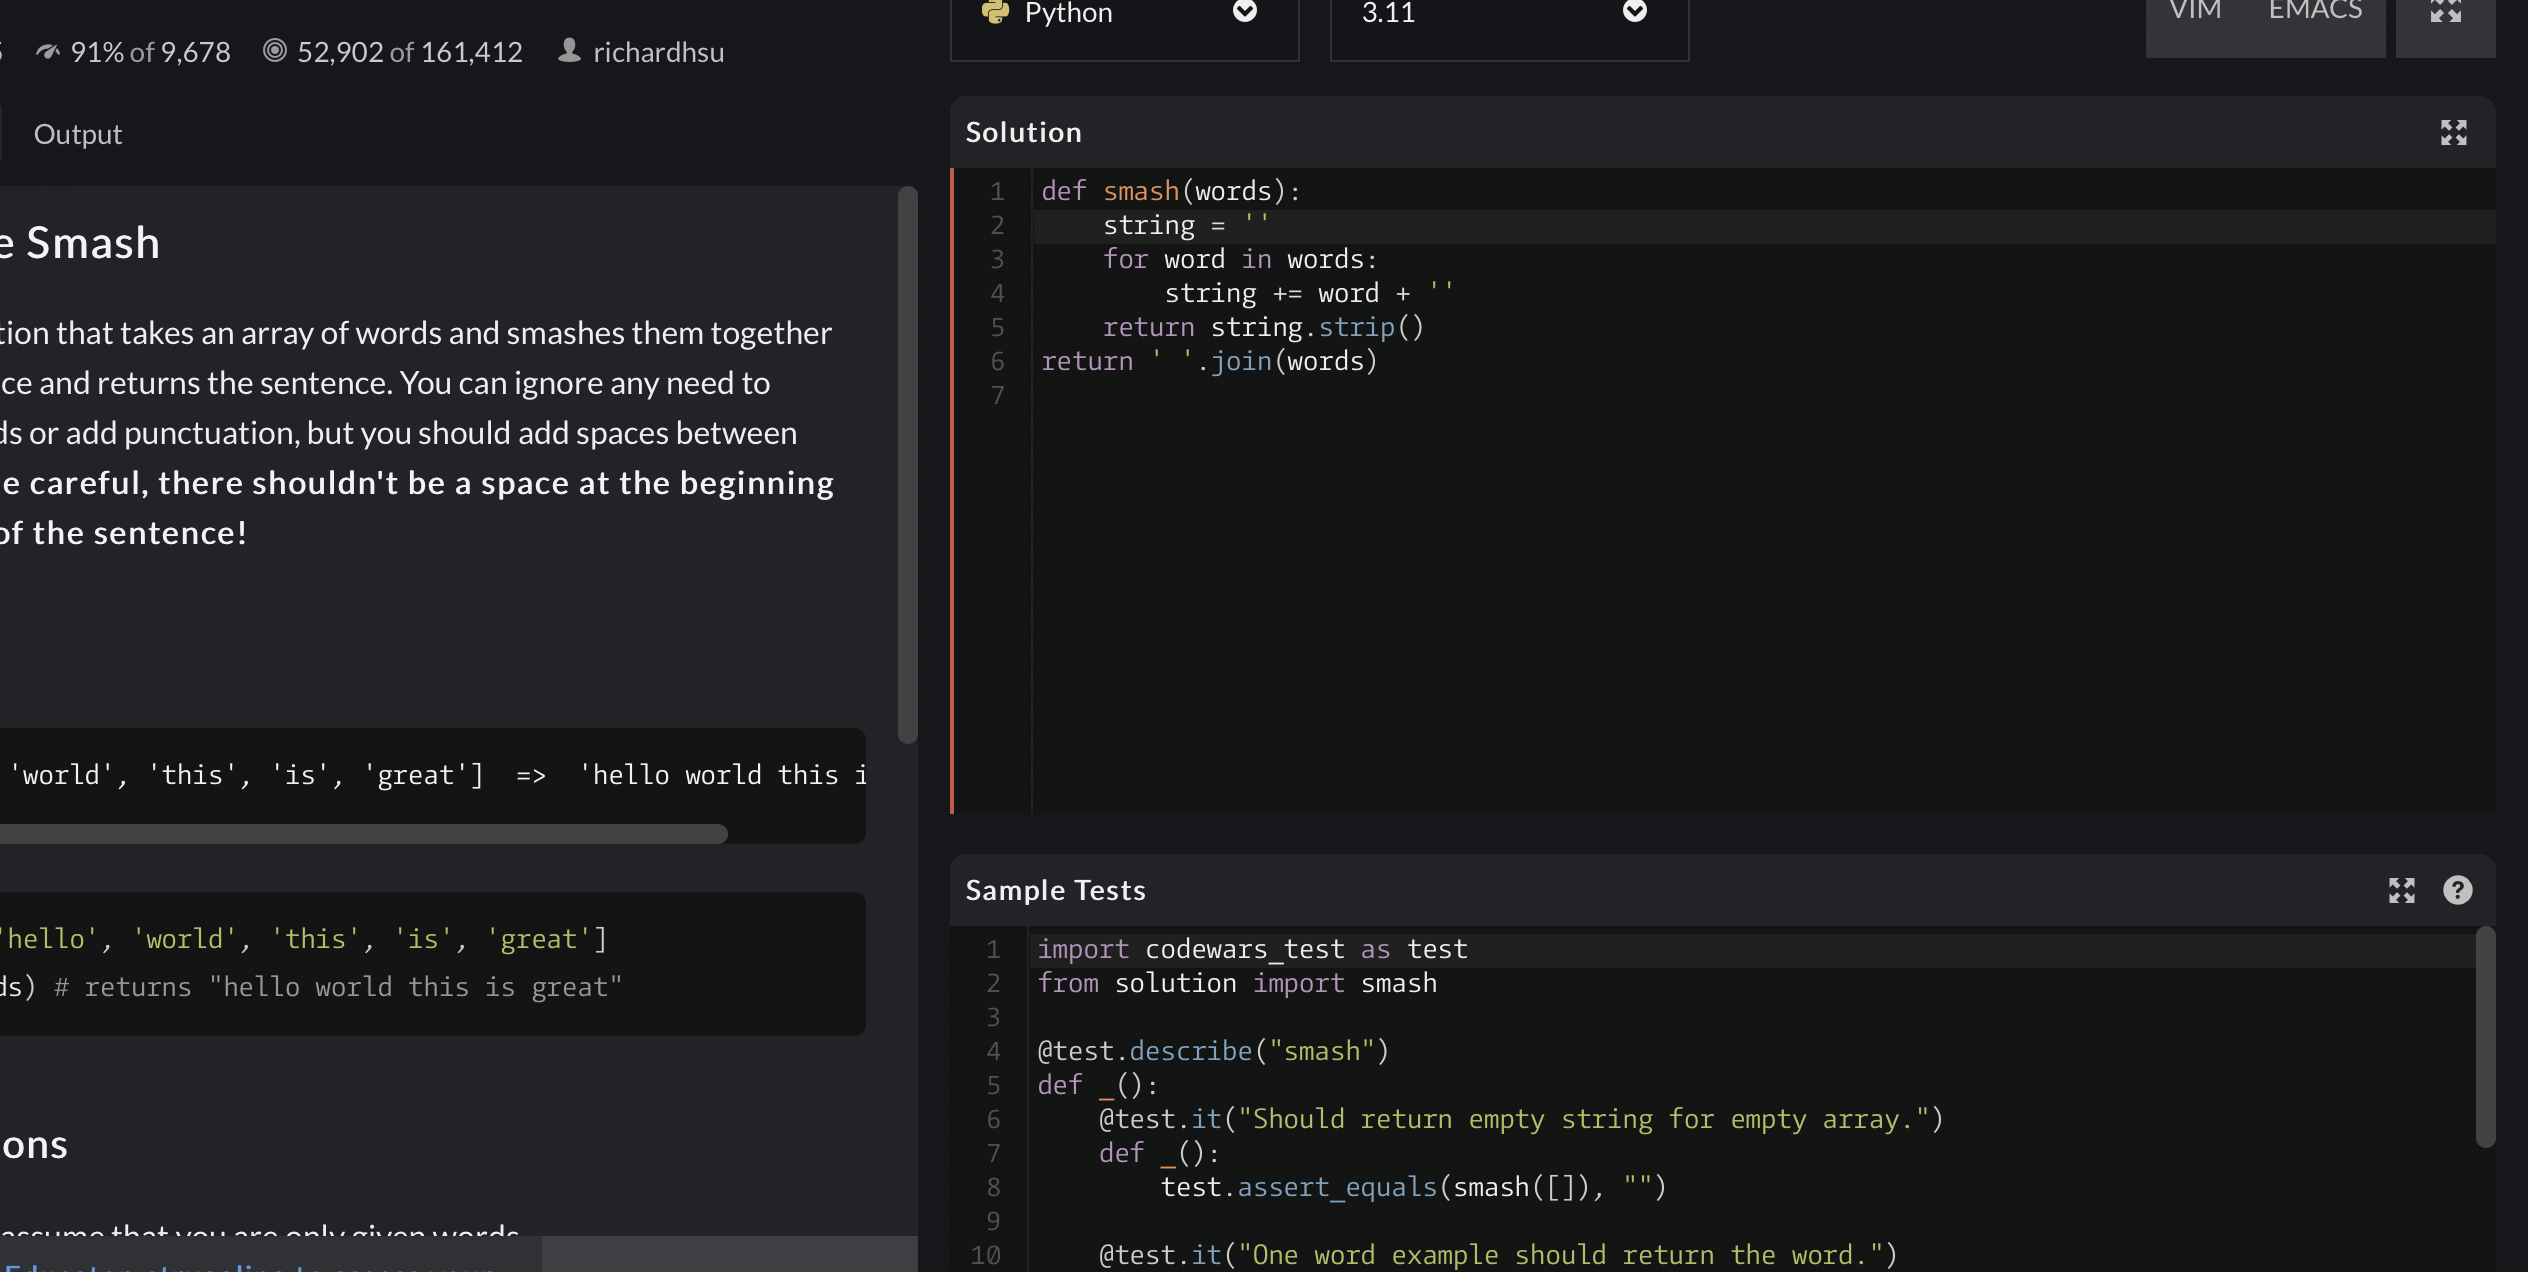 91% of 9,678 52,902 of 161,412 richardhsu
Output
e Smash
tion that takes an array of words and smashes them together
ce and returns the sentence. You can ignore any need to
ds or add punctuation, but you should add spaces between
e careful, there shouldn't be a space at the beginning
of the sentence!
'world', 'this', 'is', 'great'] => 'hello world this i
'hello', 'world', 'this', 'is', 'great']
ds) # returns "hello world this is great"
ons
assume that you are only given words
Python
3.11
VIM EMACS
Solution
1 def smash(words):
2     string = ''
3     for word in words:
4         string += word + ''
5     return string.strip()
6 return ' '.join(words)
7
Sample Tests
1 import codewars_test as test
2 from solution import smash
3
4 @test.describe("smash")
5 def _():
6     @test.it("Should return empty string for empty array.")
7     def _():
8         test.assert_equals(smash([]), "")
9
10     @test.it("One word example should return the word.")